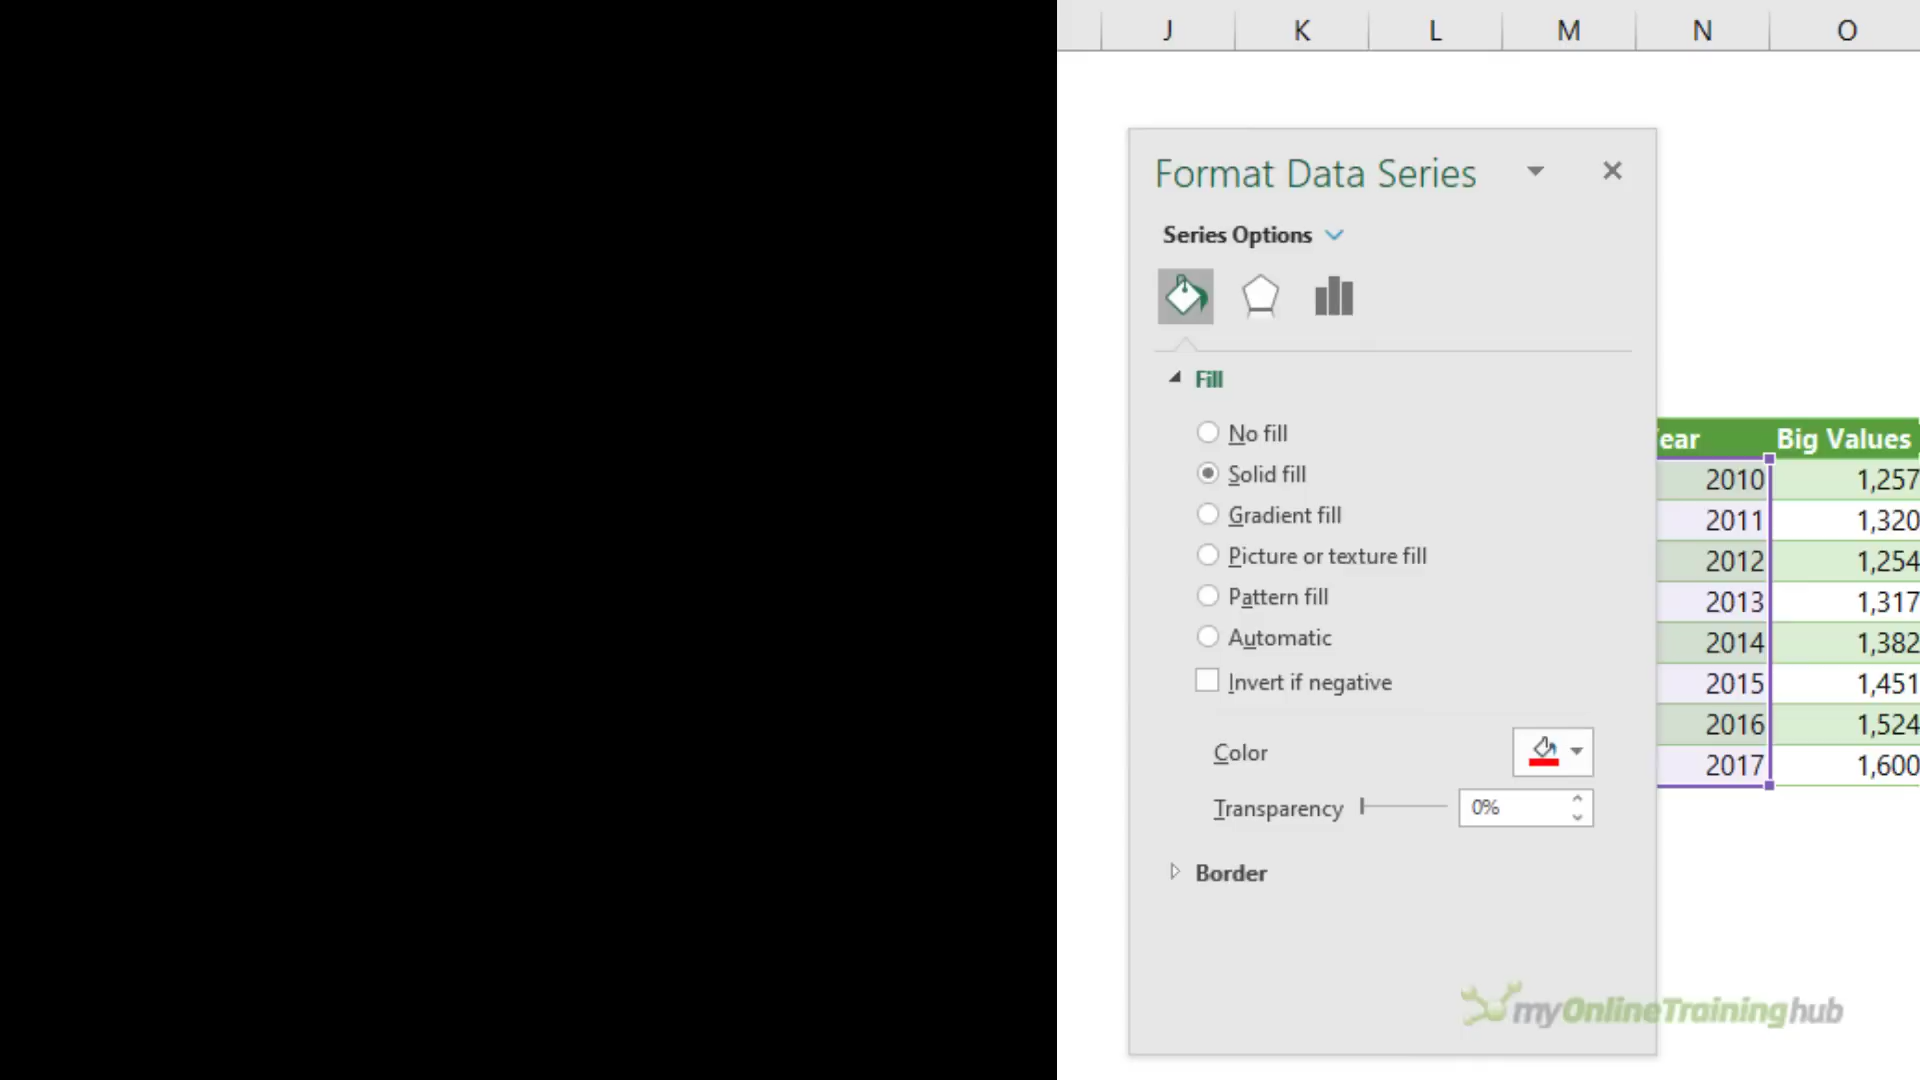 J K L M N O
Format Data Series
Series Options
Fill
No fill
Solid fill
Gradient fill
Picture or texture fill
Pattern fill
Automatic
Invert if negative
Color
Transparency 0%
Border
ear Big Values
2010 1,257
2011 1,320
2012 1,254
2013 1,317
2014 1,382
2015 1,451
2016 1,524
2017 1,600
myOnlineTraininghub